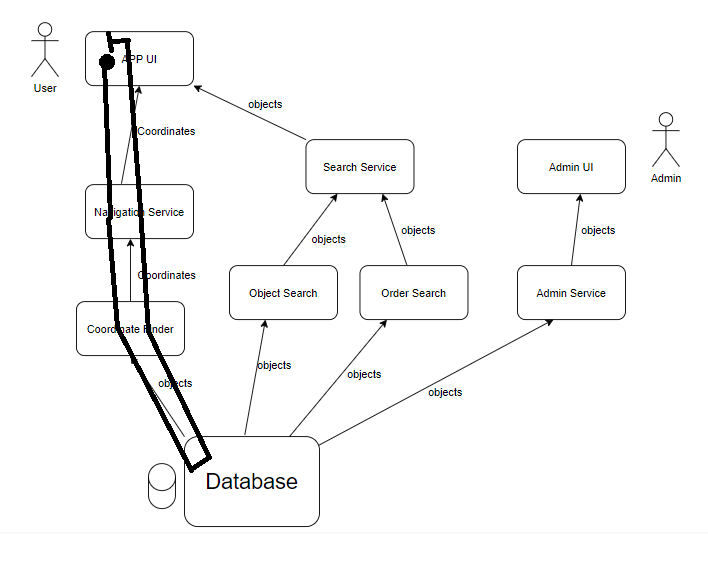 User
APP UI
objects
Coordinates
Search Service
Admin UI
Admin
Navigation Service
objects
objects
objects
Coordinates
Object Search
Order Search
Admin Service
Coordinate Finder
objects
objects
objects
objects
Database